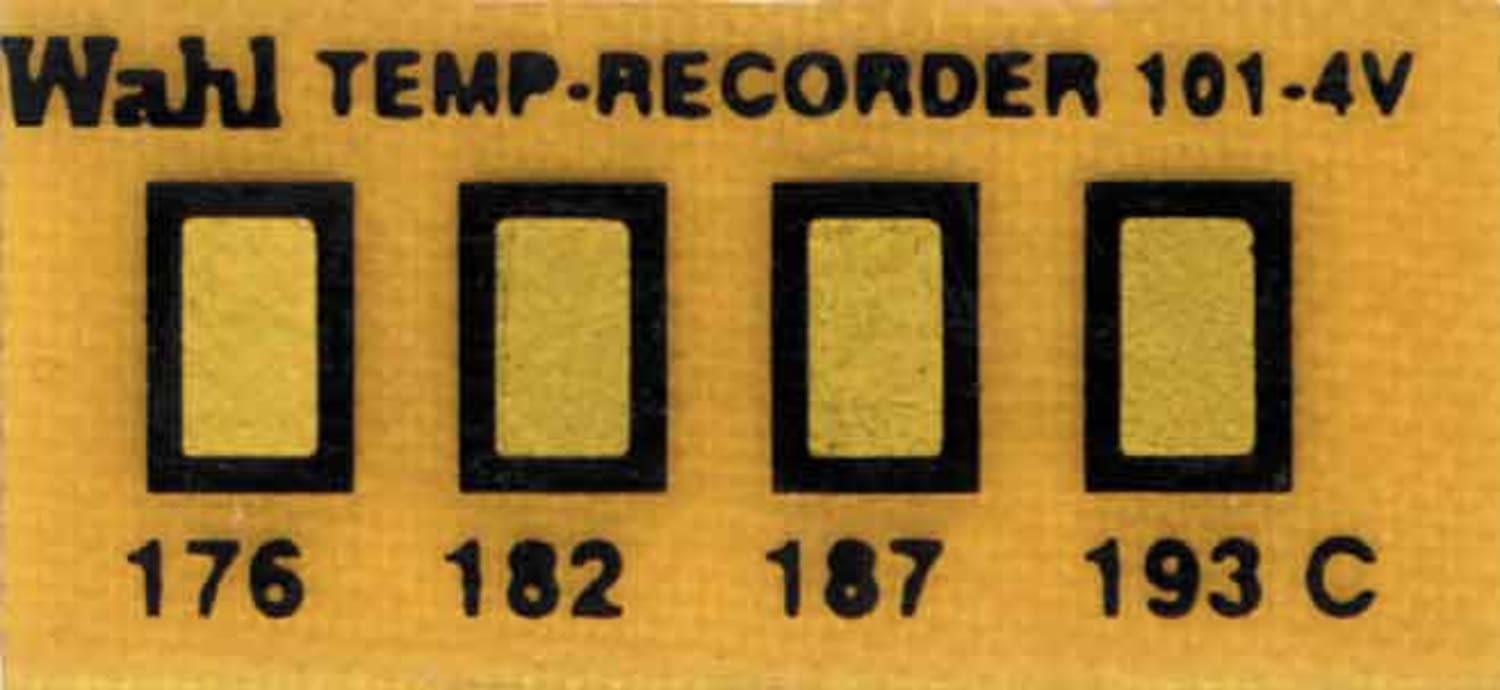 Wahl TEMP-RECORDER 101-4V
176 182 187 193 C